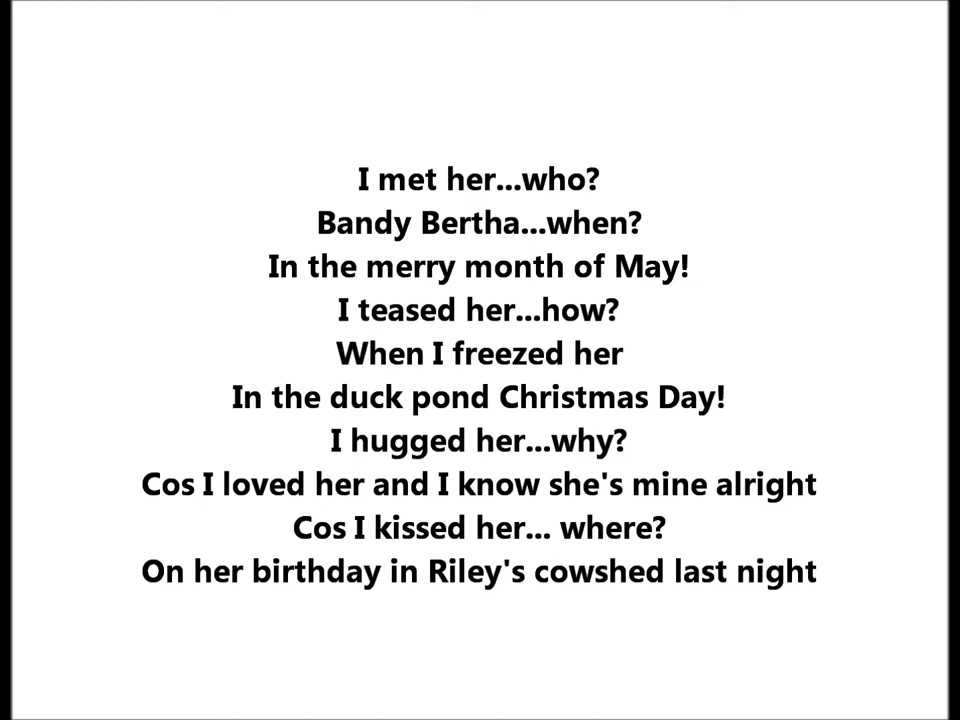 I met her...who?
Bandy Bertha...when?
In the merry month of May!
I teased her...how?
When I freezed her
In the duck pond Christmas Day!
I hugged her...why?
Cos I loved her and I know she's mine alright
Cos I kissed her... where?
On her birthday in Riley's cowshed last night